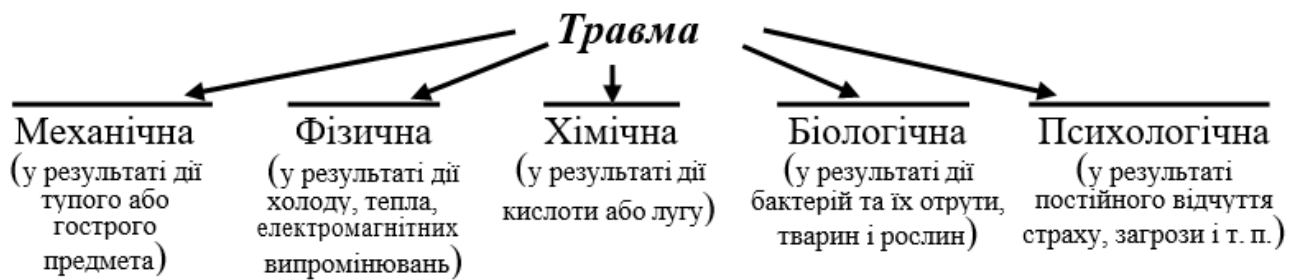 Травма
Механічна
(у результаті дії
тупого або
гострого
предмета)
Фізична
(у результаті дії
холоду, тепла,
електромагнітних
випромінювань)
Хімічна
(у результаті дії
кислоти або лугу)
Біологічна
(у результаті дії
бактерій та їх отрути,
тварин і рослин)
Психологічна
(у результаті
постійного відчуття
страху, загрози і т. п.)